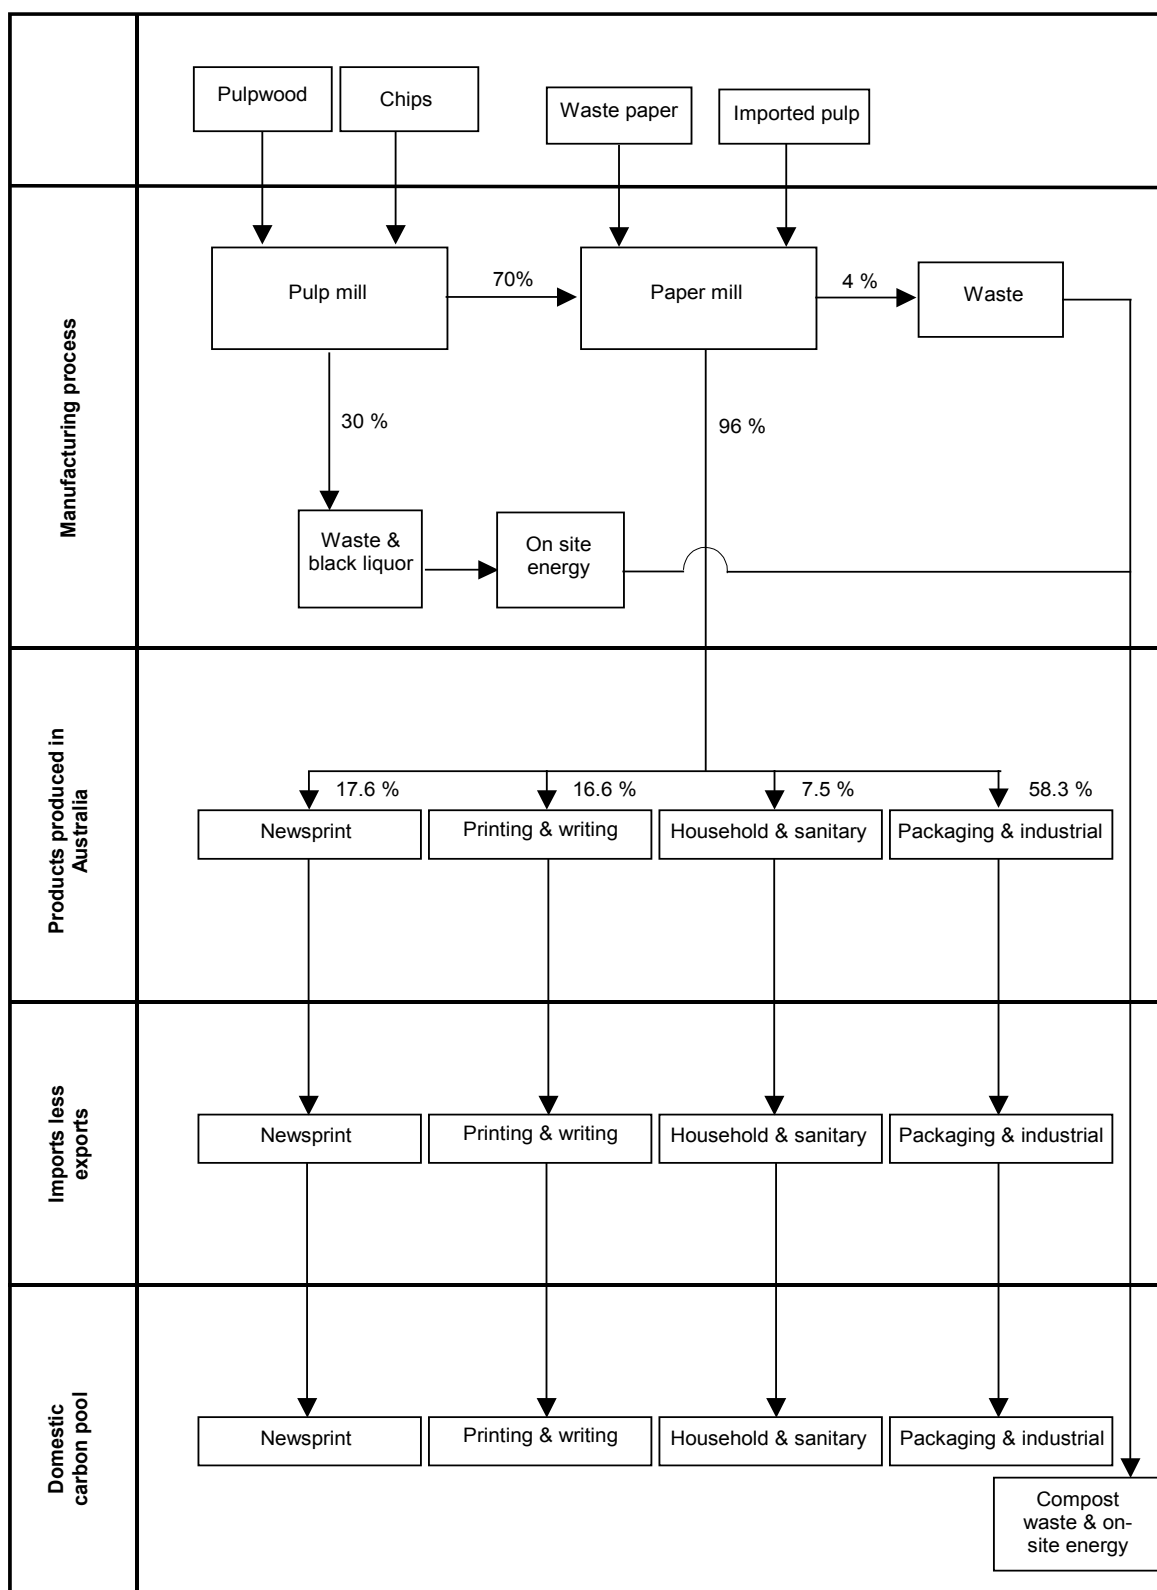 Pulpwood
Chips
Waste paper
Imported pulp
Manufacturing process
Pulp mill
70%
Paper mill
4 %
Waste
30 %
96 %
Waste &
black liquor
On site
energy
Products produced in
Australia
17.6 %
16.6 %
7.5 %
58.3 %
Newsprint
Printing & writing
Household & sanitary
Packaging & industrial
Imports less
exports
Newsprint
Printing & writing
Household & sanitary
Packaging & industrial
Domestic
carbon pool
Newsprint
Printing & writing
Household & sanitary
Packaging & industrial
Compost
waste & on-
site energy